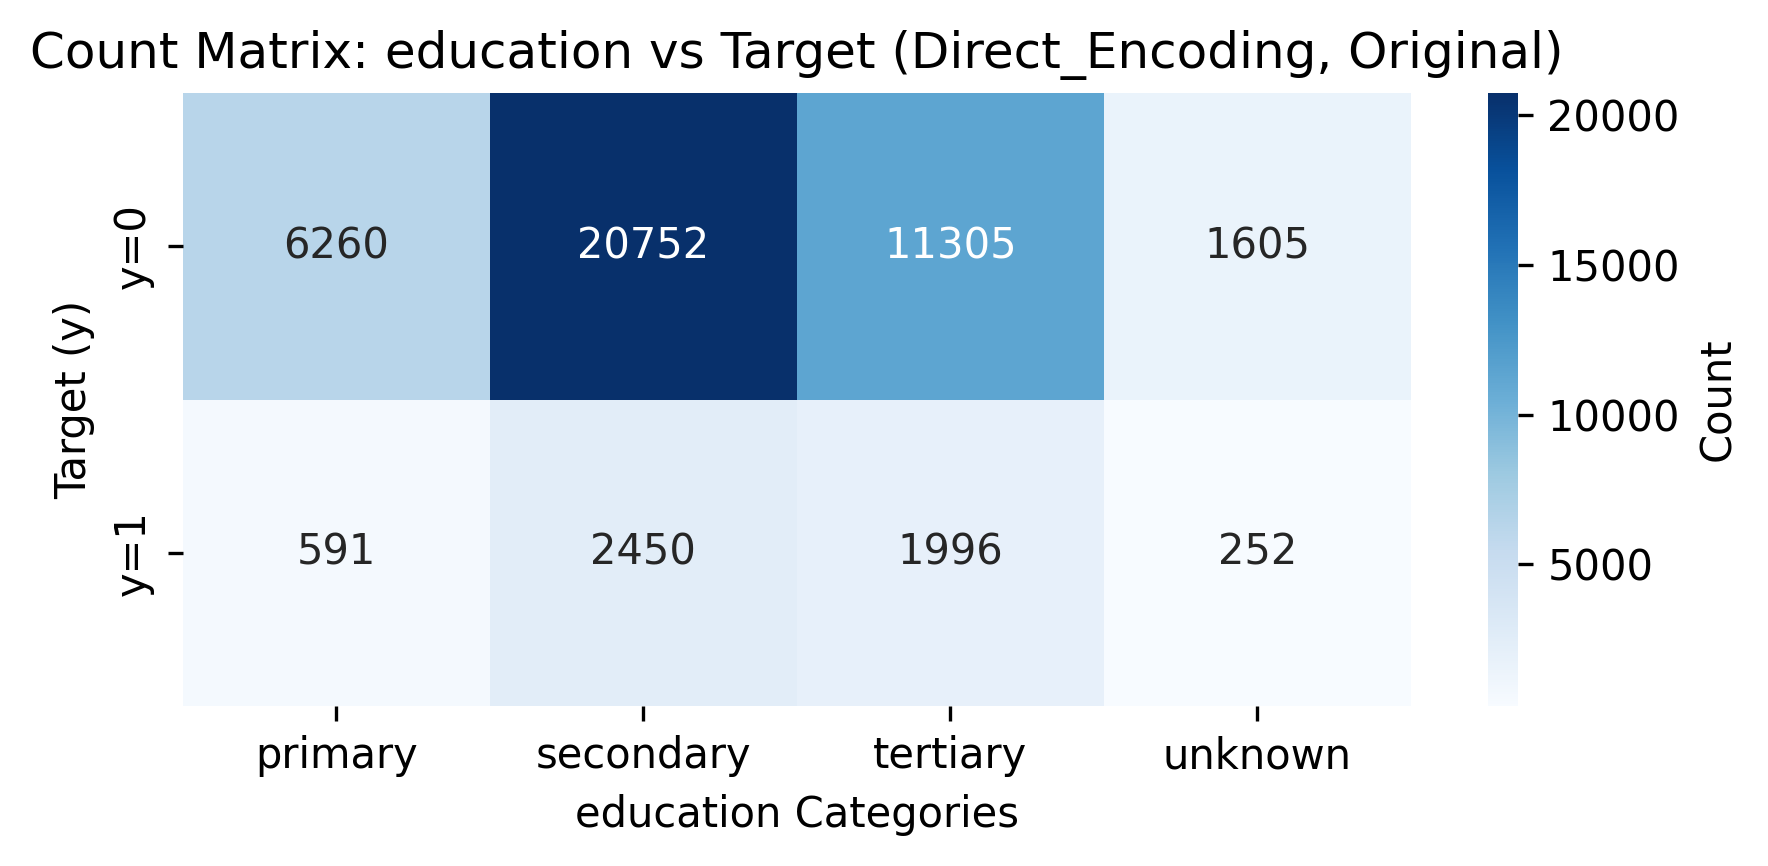 Count Matrix: education vs Target (Direct_Encoding, Original)
Target (y)
y=0
6260 20752 11305 1605
y=1
591 2450 1996 252
primary secondary tertiary unknown
education Categories
20000
15000
10000
5000
Count